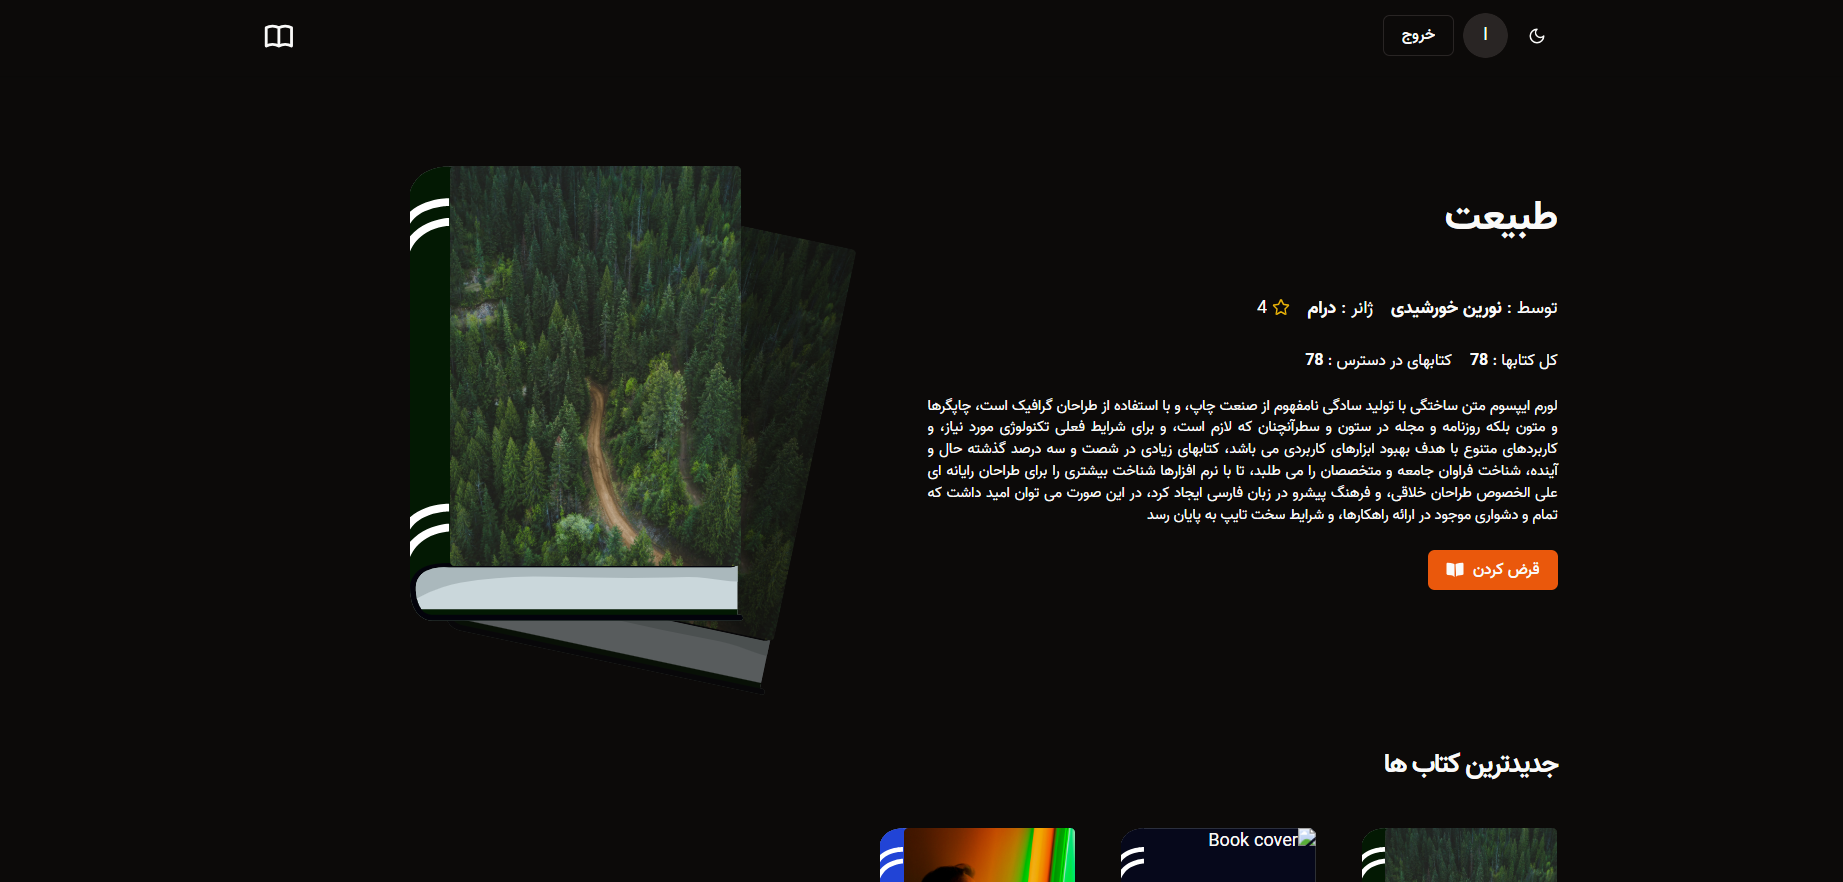 ا
خروج
طبیعت
توسط : نورین خورشیدی ژانر : درام 4
کل کتابها : 78 کتابهای در دسترس : 78
لورم ایپسوم متن ساختگی با تولید سادگی نامفهوم از صنعت چاپ، و با استفاده از طراحان گرافیک است، چاپگرها
و متون بلکه روزنامه و مجله در ستون و سطرآنچنان که لازم است، و برای شرایط فعلی تکنولوژی مورد نیاز، و
کاربردهای متنوع با هدف بهبود ابزارهای کاربردی می باشد، کتابهای زیادی در شصت و سه درصد گذشته حال و
آینده، شناخت فراوان جامعه و متخصصان را می طلبد، تا با نرم افزارها شناخت بیشتری را برای طراحان رایانه ای
علی الخصوص طراحان خلاقی، و فرهنگ پیشرو در زبان فارسی ایجاد کرد، در این صورت می توان امید داشت که
تمام و دشواری موجود در ارائه راهکارها، و شرایط سخت تایپ به پایان رسد
قرض کردن
جدیدترین کتاب ها
Book cover